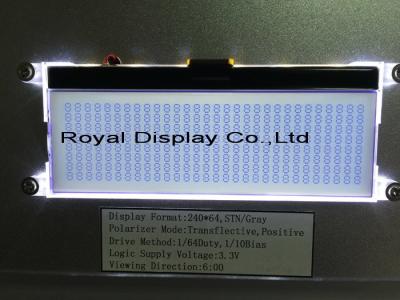 Royal Display Co.,Ltd
Display Format:240*64,STN/Gray
Polarizer Mode:Transflective,Positive
Drive Method:1/64Duty,1/10Bias
Logic Supply Voltage:3.3V
Viewing Direction:6:00